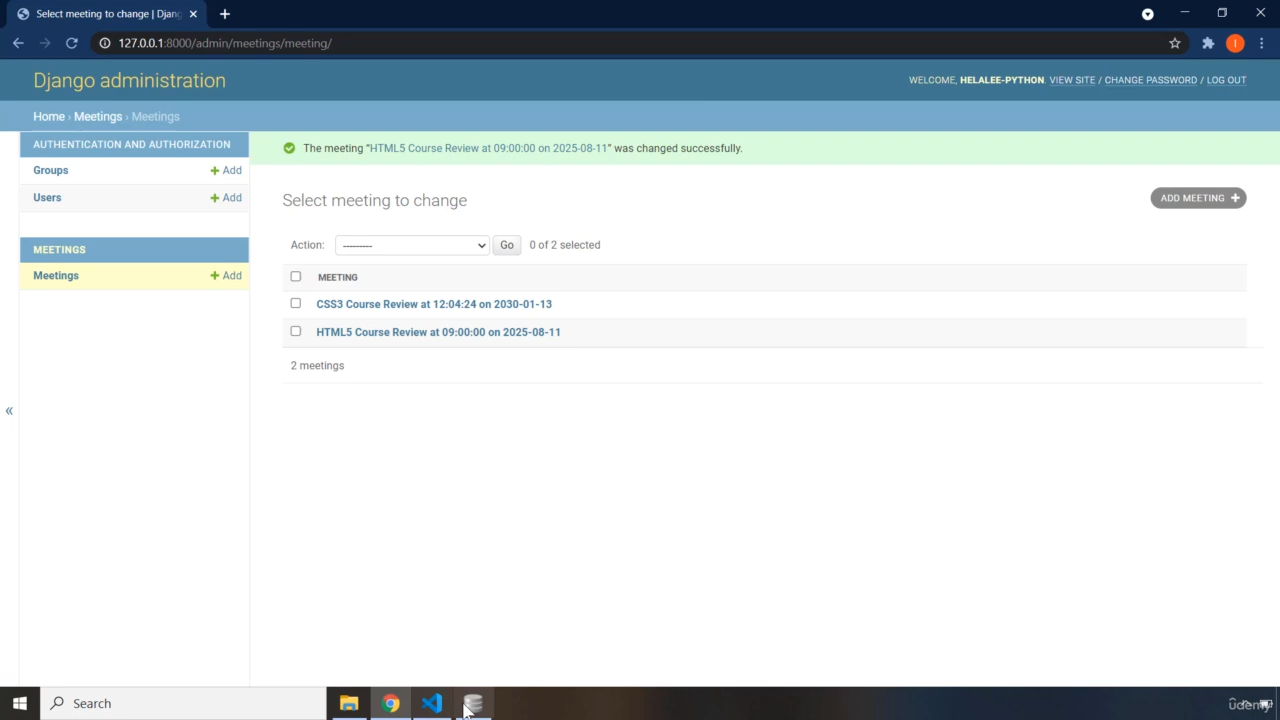 Select meeting to change | Djang
127.0.0.1:8000/admin/meetings/meeting/
I
Django administration
WELCOME, HELALEE-PYTHON. VIEW SITE / CHANGE PASSWORD / LOG OUT
Home › Meetings › Meetings
AUTHENTICATION AND AUTHORIZATION
Groups + Add
Users + Add
MEETINGS
Meetings + Add
«
The meeting “HTML5 Course Review at 09:00:00 on 2025-08-11” was changed successfully.
Select meeting to change
ADD MEETING +
Action: --------- Go 0 of 2 selected
MEETING
CSS3 Course Review at 12:04:24 on 2030-01-13
HTML5 Course Review at 09:00:00 on 2025-08-11
2 meetings
Search
udemy